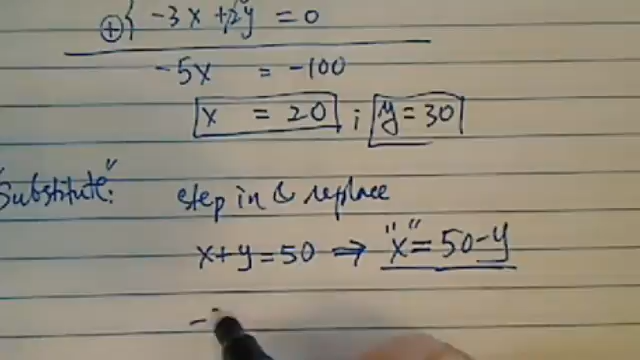 ⊕{ -3x + 2y = 0
-5x = -100
x = 20 ; y = 30
"Substitute": step in & replace
x + y = 50 ⇒ "x" = 50 - y
-